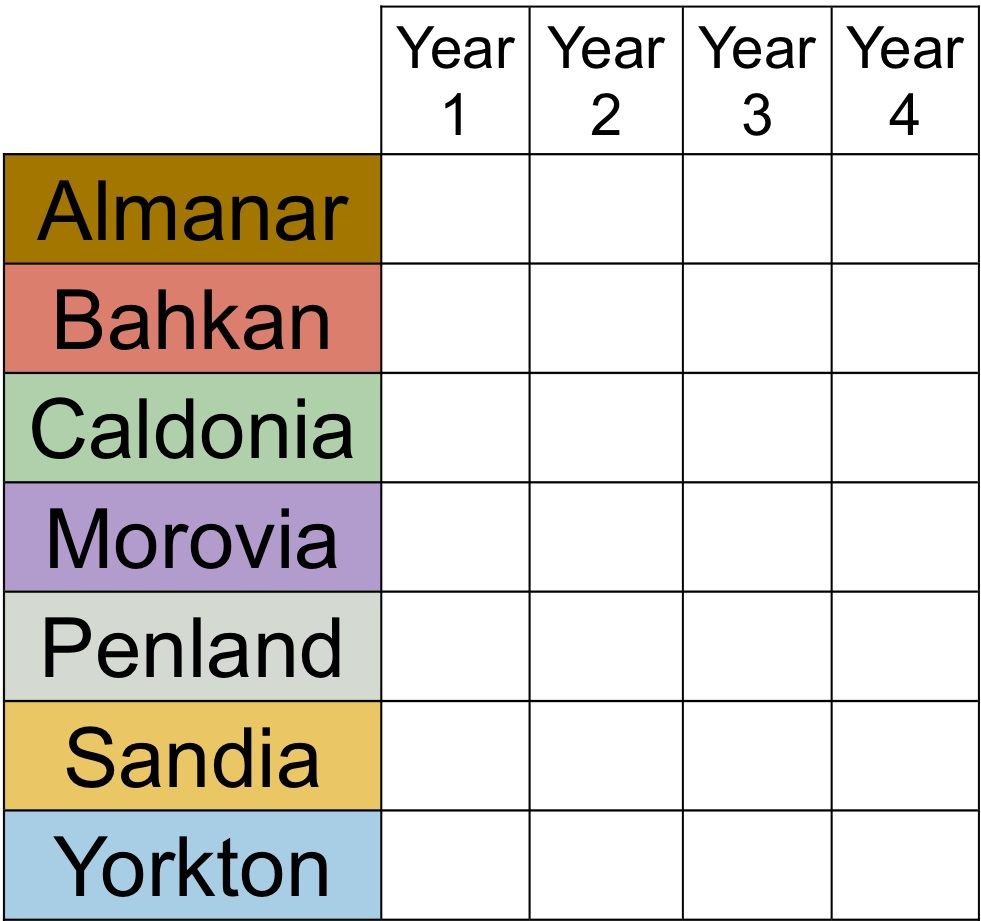 Year Year Year Year
1 2 3 4
Almanar
Bahkan
Caldonia
Morovia
Penland
Sandia
Yorkton